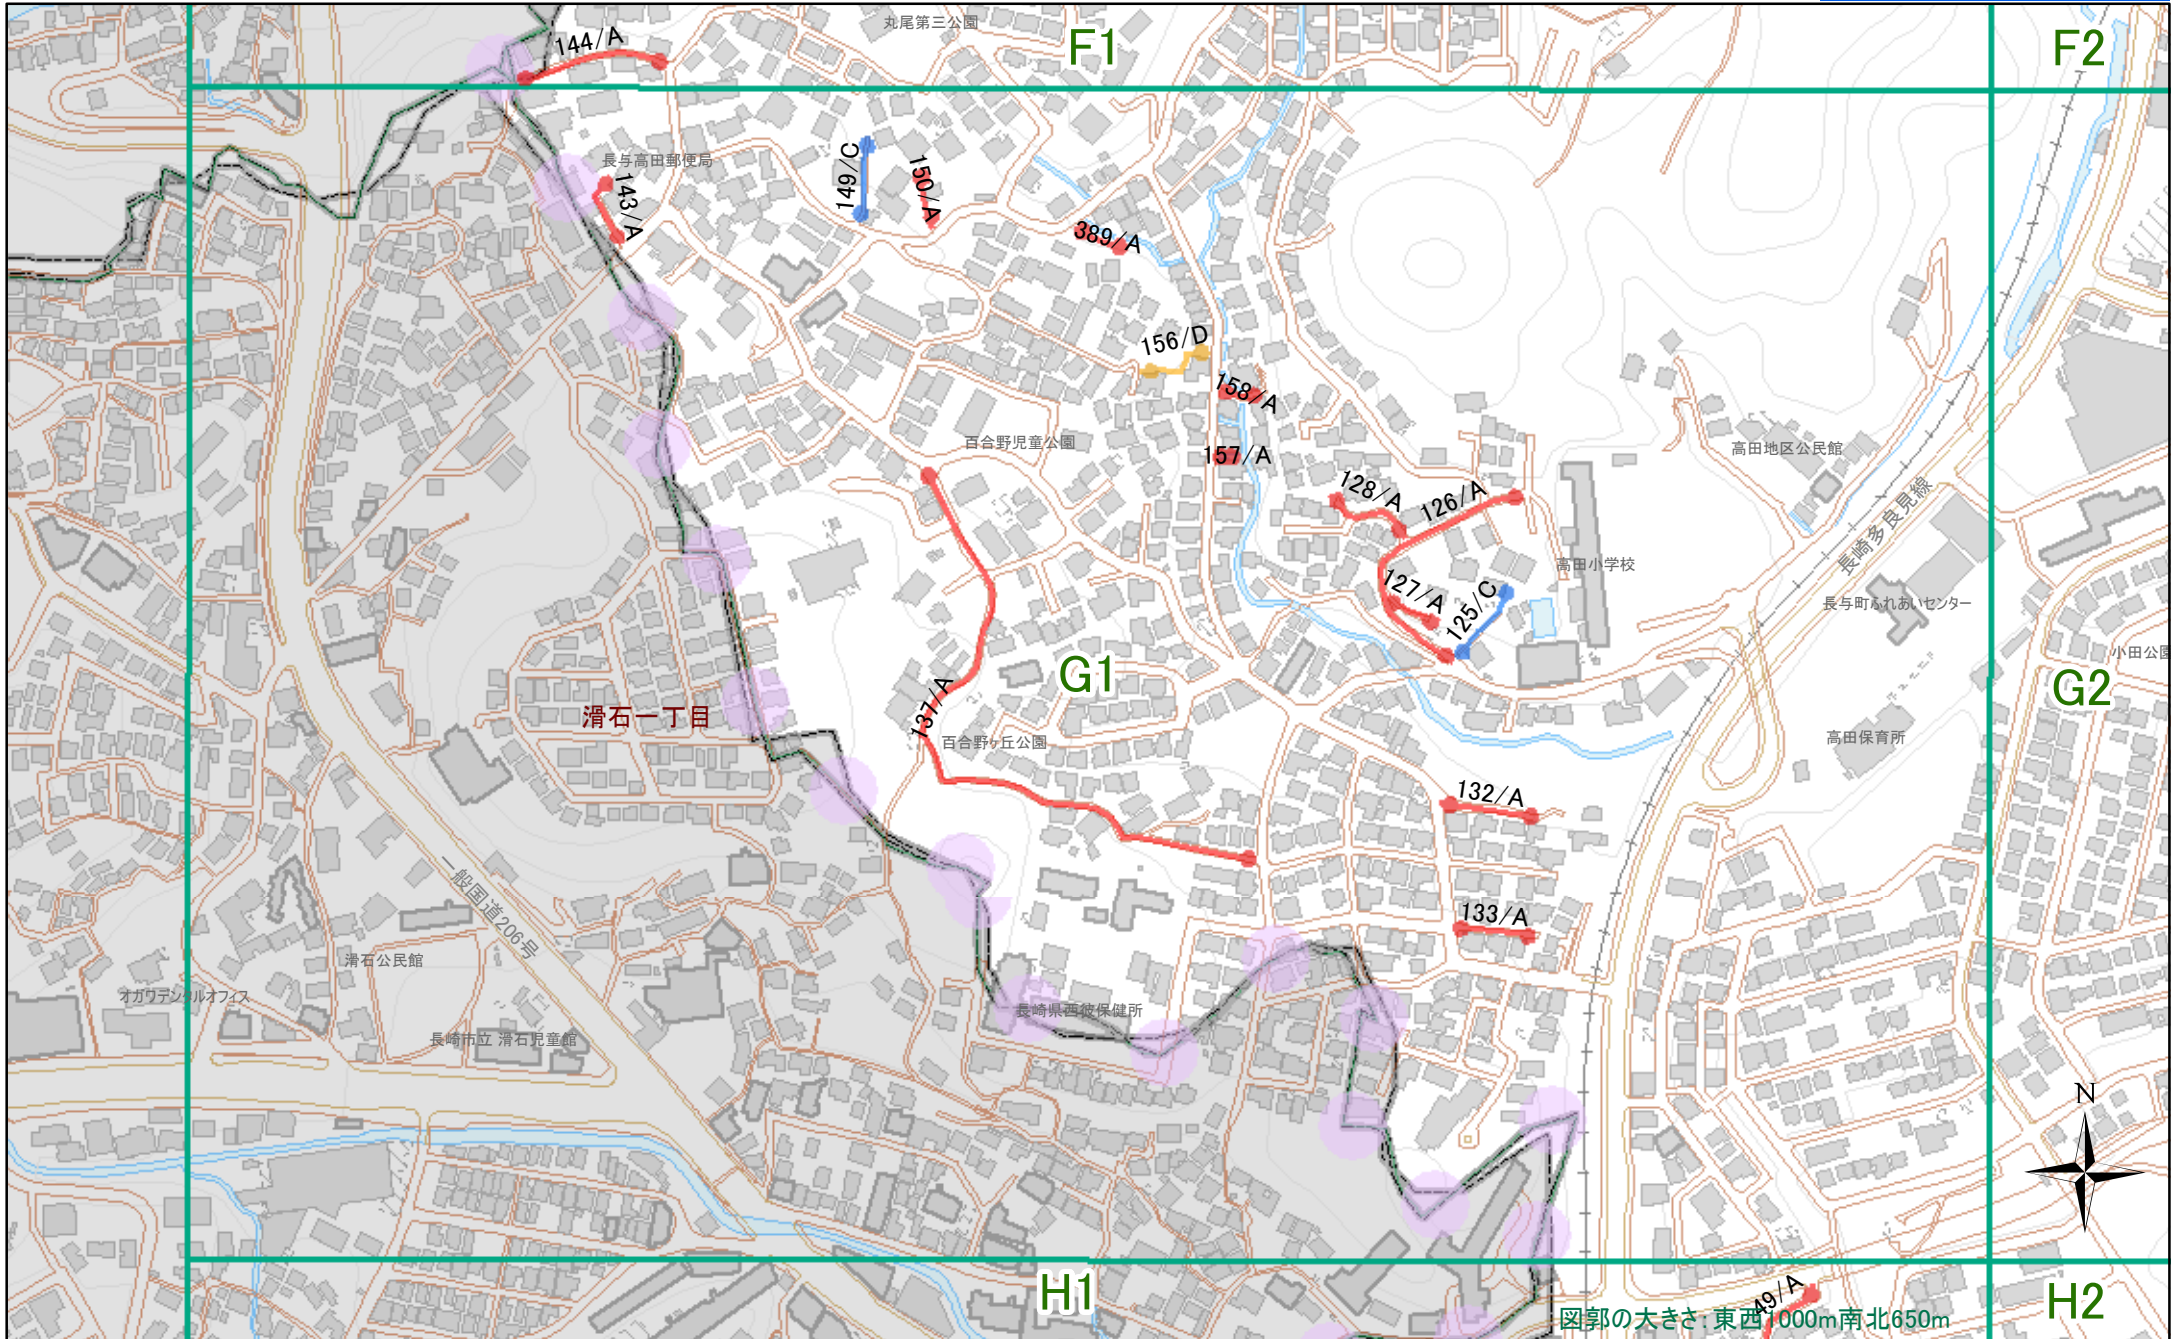 丸尾第三公園
F1
F2
144/A
長与高田郵便局
143/A
149/C
150/A
389/A
156/D
158/A
157/A
百合野児童公園
128/A
126/A
127/A
125/C
高田小学校
高田地区公民館
長崎多良見線
長与町ふれあいセンター
小田公園
G1
G2
137/A
滑石一丁目
百合野ヶ丘公園
高田保育所
132/A
133/A
一般国道206号
滑石公民館
オガワデンタルオフィス
長崎市立 滑石児童館
長崎県西彼保健所
N
H1
H2
49/A
図郭の大きさ：東西1000m南北650m